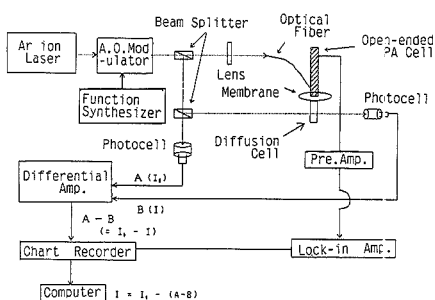 Ar ion
Laser
A.O.Mod
-ulator
Function
Synthesizer
Beam Splitter
Lens
Optical
Fiber
Open-ended
PA Cell
Membrane
Photocell
Diffusion
Cell
Photocell
Pre.Amp.
Differential
Amp.
A (I₀)
B (I)
A − B
(= I₀ - I)
Chart Recorder
Lock-in Amp.
Computer
I = I₀ - (A-B)